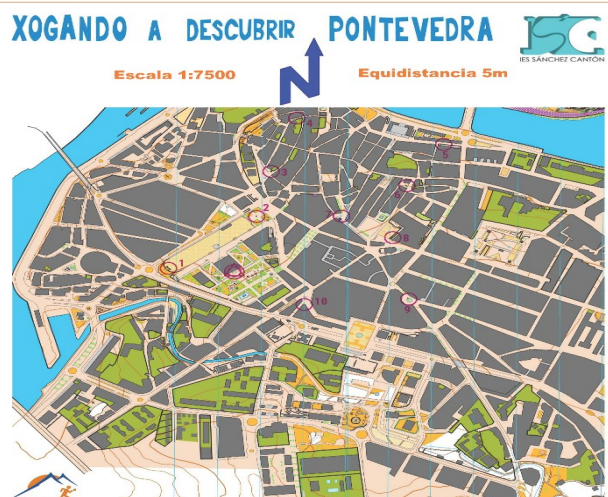 XOGANDO A DESCUBRIR PONTEVEDRA
IES SÁNCHEZ CANTÓN
Escala 1:7500
N
Equidistancia 5m
4
5
3
6
2
7
8
1
10
9